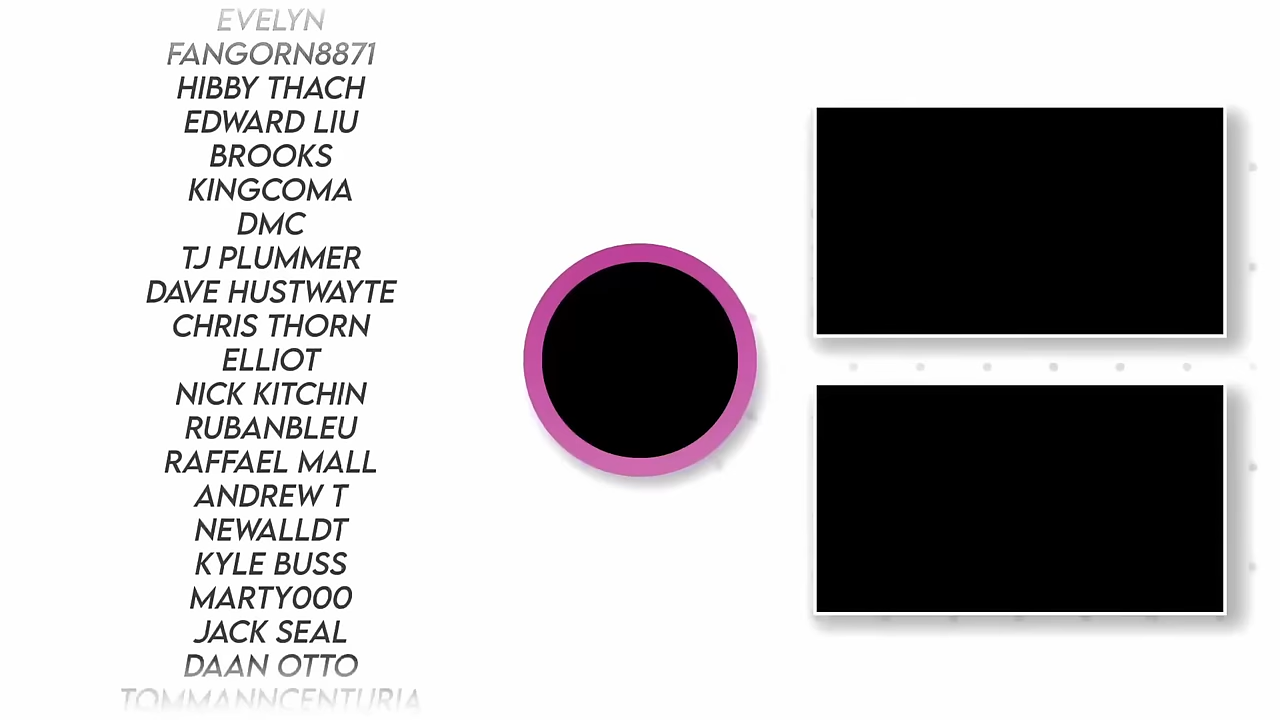 EVELYN
FANGORN8871
HIBBY THACH
EDWARD LIU
BROOKS
KINGCOMA
DMC
TJ PLUMMER
DAVE HUSTWAYTE
CHRIS THORN
ELLIOT
NICK KITCHIN
RUBANBLEU
RAFFAEL MALL
ANDREW T
NEWALLDT
KYLE BUSS
MARTY000
JACK SEAL
DAAN OTTO
TOMMANNCENTURIA